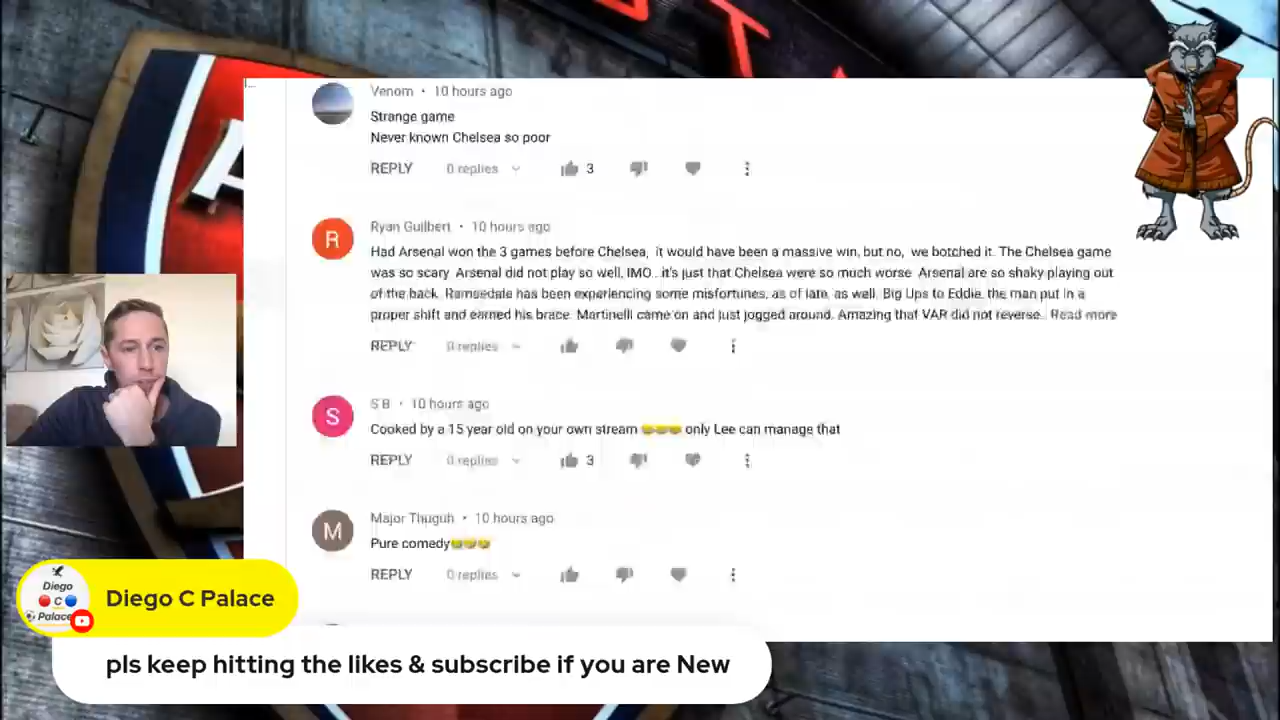 Venom • 10 hours ago
Strange game
Never known Chelsea so poor
REPLY 0 replies 3
Ryan Guilbert • 10 hours ago
R
Had Arsenal won the 3 games before Chelsea, it would have been a massive win, but no, we botched it. The Chelsea game
was so scary. Arsenal did not play so well, IMO.. it's just that Chelsea were so much worse. Arsenal are so shaky playing out
of the back. Ramsedale has been experiencing some misfortunes, as of late, as well. Big Ups to Eddie, the man put in a
proper shift and earned his brace. Martinelli came on and just jogged around. Amazing that VAR did not reverse. Read more
REPLY 0 replies
S B • 10 hours ago
S
Cooked by a 15 year old on your own stream 😂😂😂 only Lee can manage that
REPLY 0 replies 3
Major Thuguh • 10 hours ago
M
Pure comedy😂😂😂
REPLY 0 replies
Diego
C
Palace
Diego C Palace
pls keep hitting the likes & subscribe if you are New